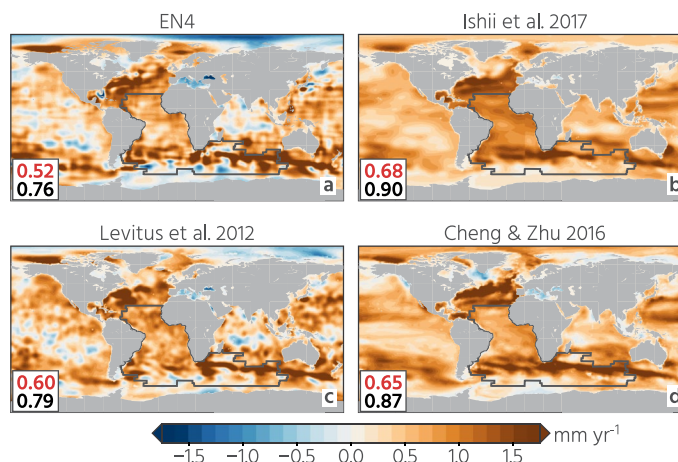 EN4
Ishii et al. 2017
0.52
0.76
a
0.68
0.90
b
Levitus et al. 2012
Cheng & Zhu 2016
0.60
0.79
c
0.65
0.87
d
−1.5 −1.0 −0.5 0.0 0.5 1.0 1.5 mm yr⁻¹